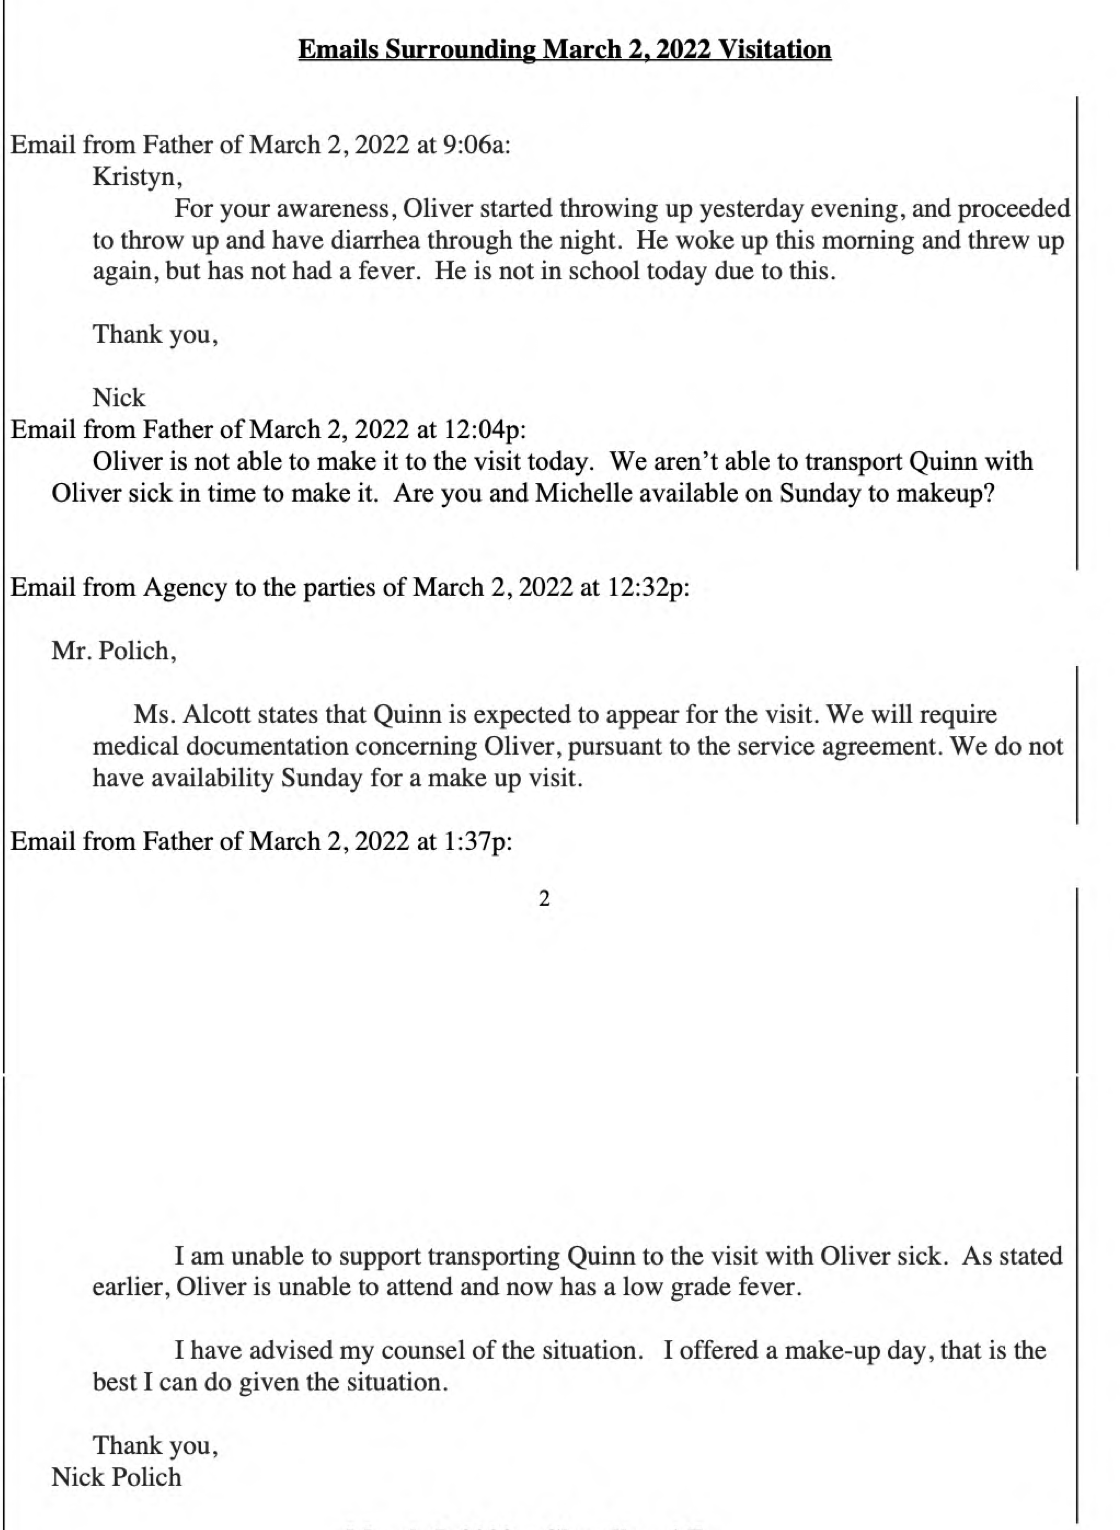 Emails Surrounding March 2, 2022 Visitation
Email from Father of March 2, 2022 at 9:06a:
Kristyn,
For your awareness, Oliver started throwing up yesterday evening, and proceeded
to throw up and have diarrhea through the night. He woke up this morning and threw up
again, but has not had a fever. He is not in school today due to this.
Thank you,
Nick
Email from Father of March 2, 2022 at 12:04p:
Oliver is not able to make it to the visit today. We aren’t able to transport Quinn with
Oliver sick in time to make it. Are you and Michelle available on Sunday to makeup?
Email from Agency to the parties of March 2, 2022 at 12:32p:
Mr. Polich,
Ms. Alcott states that Quinn is expected to appear for the visit. We will require
medical documentation concerning Oliver, pursuant to the service agreement. We do not
have availability Sunday for a make up visit.
Email from Father of March 2, 2022 at 1:37p:
2
I am unable to support transporting Quinn to the visit with Oliver sick. As stated
earlier, Oliver is unable to attend and now has a low grade fever.
I have advised my counsel of the situation. I offered a make-up day, that is the
best I can do given the situation.
Thank you,
Nick Polich